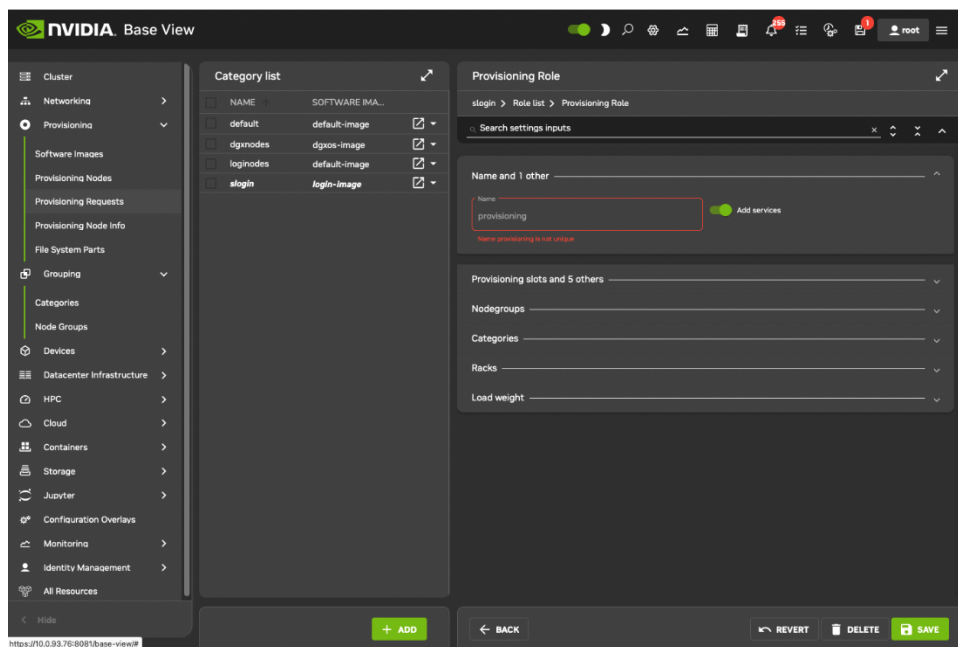 NVIDIA. Base View
255
1
root
Cluster
Networking
Provisioning
Software Images
Provisioning Nodes
Provisioning Requests
Provisioning Node Info
File System Parts
Grouping
Categories
Node Groups
Devices
Datacenter Infrastructure
HPC
Cloud
Containers
Storage
Jupyter
Configuration Overlays
Monitoring
Identity Management
All Resources
< Hide
https://10.0.93.76:8081/base-view/#
Category list
NAME SOFTWARE IMA...
default default-image
dgxnodes dgxos-image
loginodes default-image
slogin login-image
+ ADD
Provisioning Role
slogin > Role list > Provisioning Role
Search settings inputs
Name and 1 other
Name
provisioning
Add services
Name provisioning is not unique
Provisioning slots and 5 others
Nodegroups
Categories
Racks
Load weight
BACK
REVERT
DELETE
SAVE